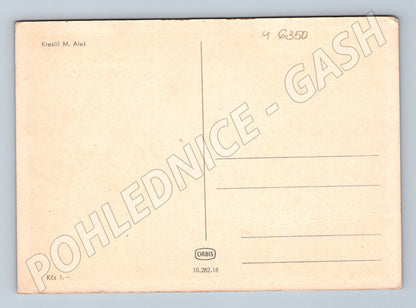 Kreslil M. Aleš
M 6350
POHLEDNICE - GASH
ORBIS
10.282.18
Kčs 1.–